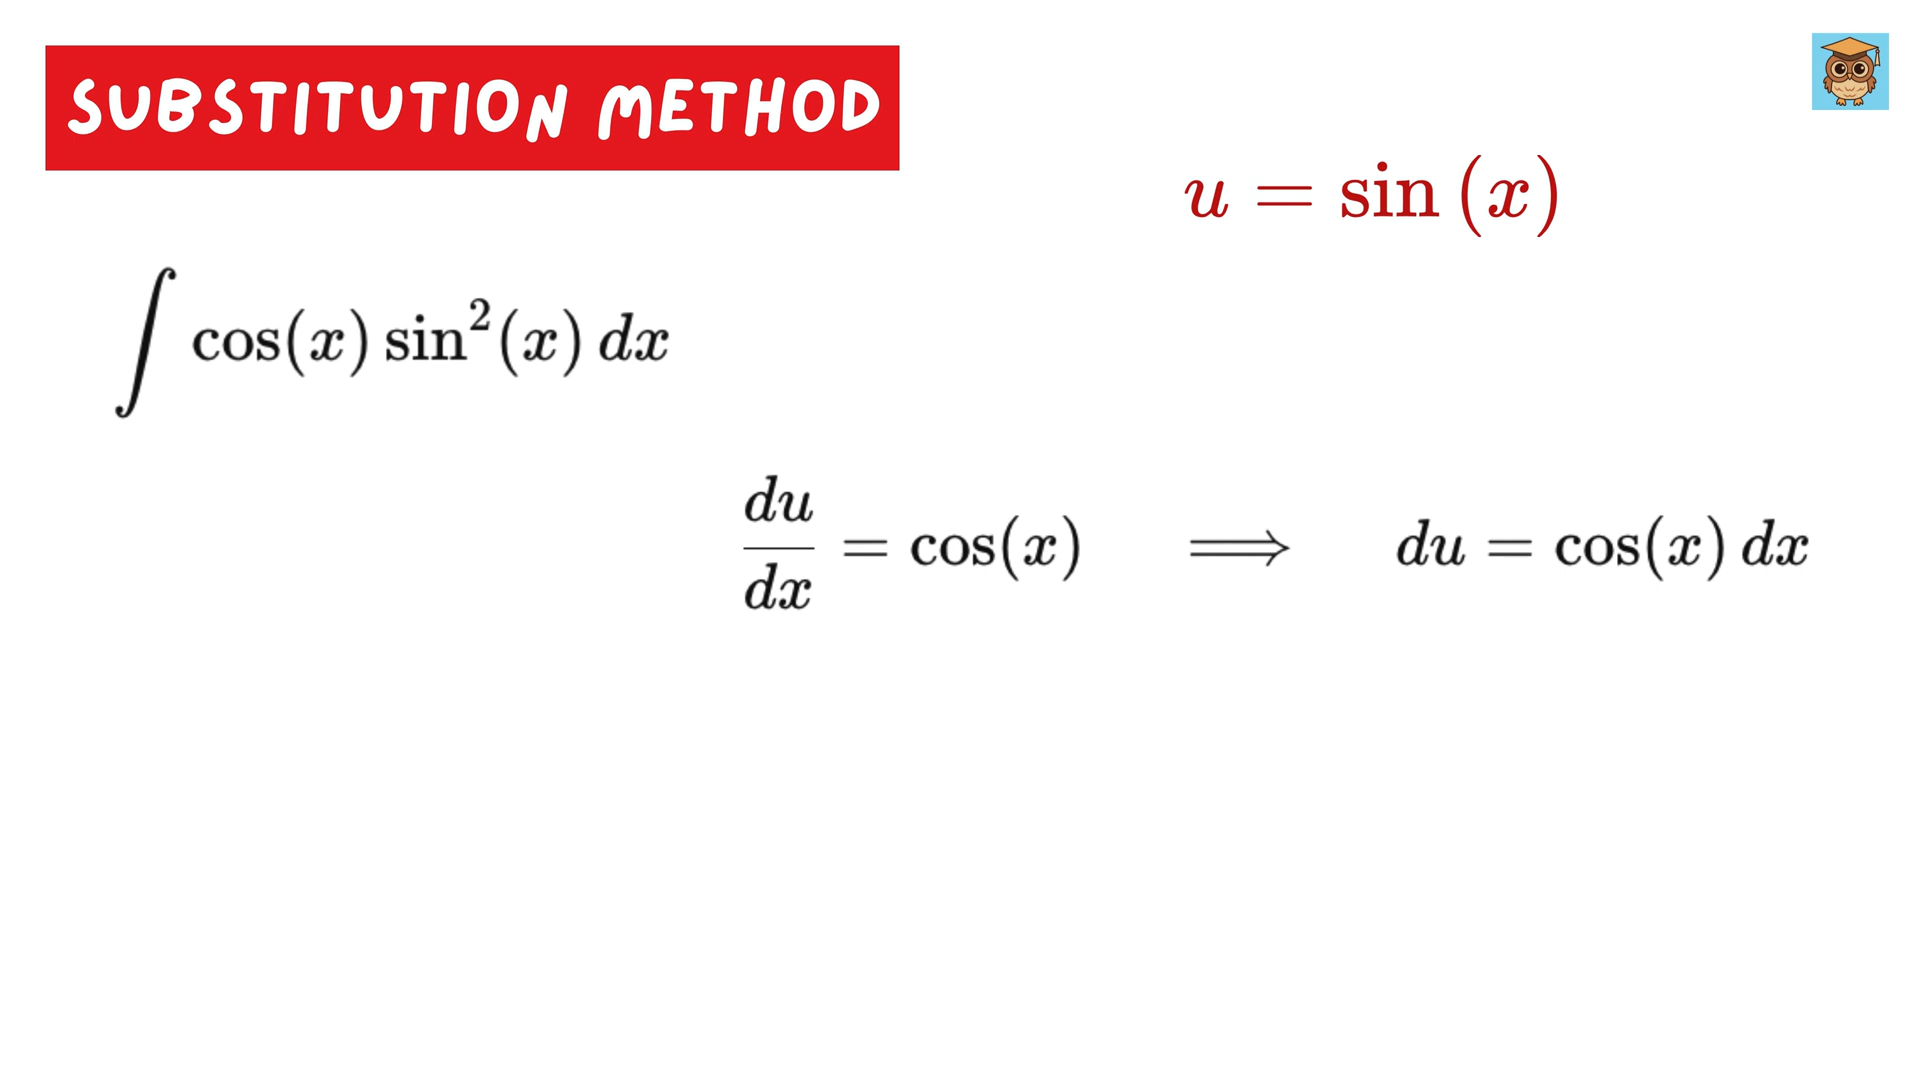 SUBSTITUTION METHOD
u = sin (x)
∫ cos(x) sin²(x) dx
du/dx = cos(x) ⟹ du = cos(x) dx